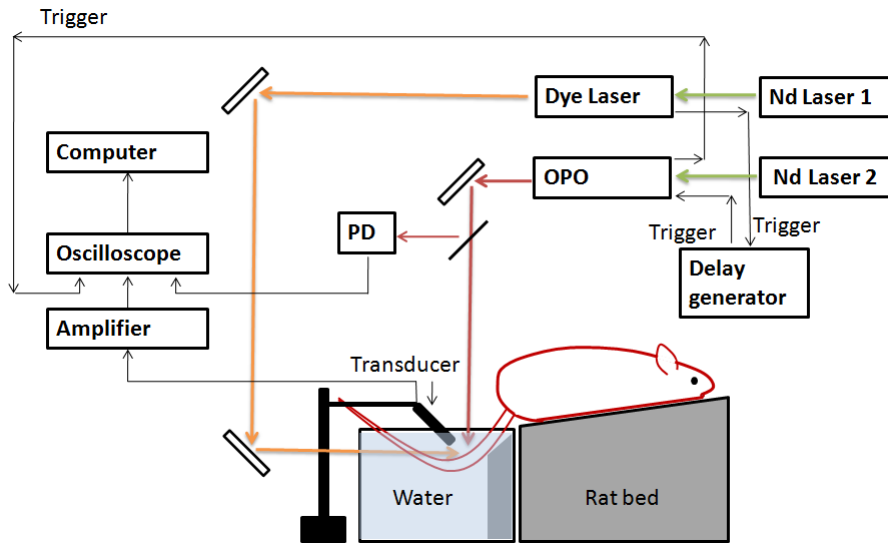 Trigger
Dye Laser
Nd Laser 1
Computer
OPO
Nd Laser 2
PD
Oscilloscope
Trigger
Trigger
Delay
generator
Amplifier
Transducer
Water
Rat bed